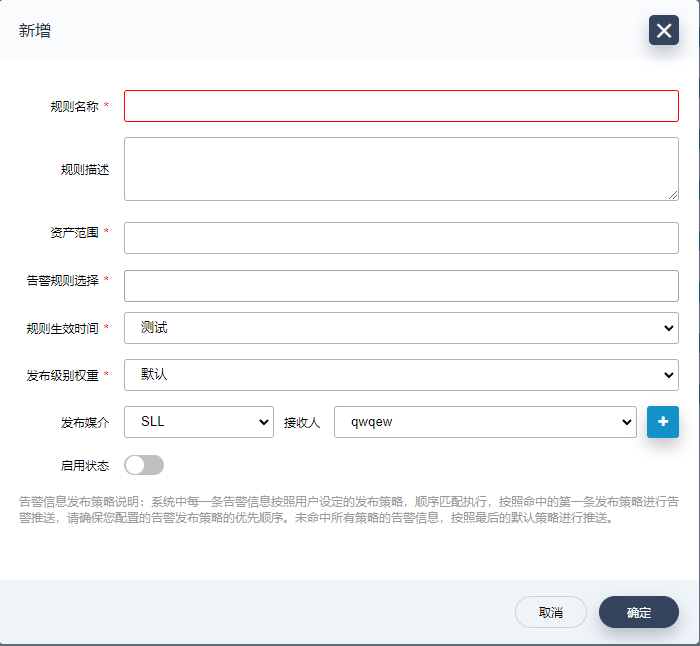 新增
规则名称 *
规则描述
资产范围 *
告警规则选择 *
规则生效时间 * 测试
发布级别权重 * 默认
发布媒介 SLL 接收人 qwqew +
启用状态
告警信息发布策略说明：系统中每一条告警信息按照用户设定的发布策略，顺序匹配执行，按照命中的第一条发布策略进行告
警推送，请确保您配置的告警发布策略的优先顺序。未命中所有策略的告警信息，按照最后的默认策略进行推送。
取消 确定